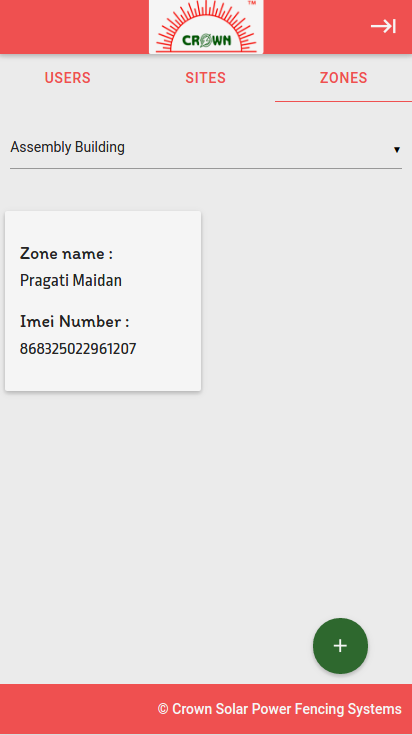 TM
CROWN
USERS SITES ZONES
Assembly Building
Zone name :
Pragati Maidan
Imei Number :
868325022961207
+
© Crown Solar Power Fencing Systems